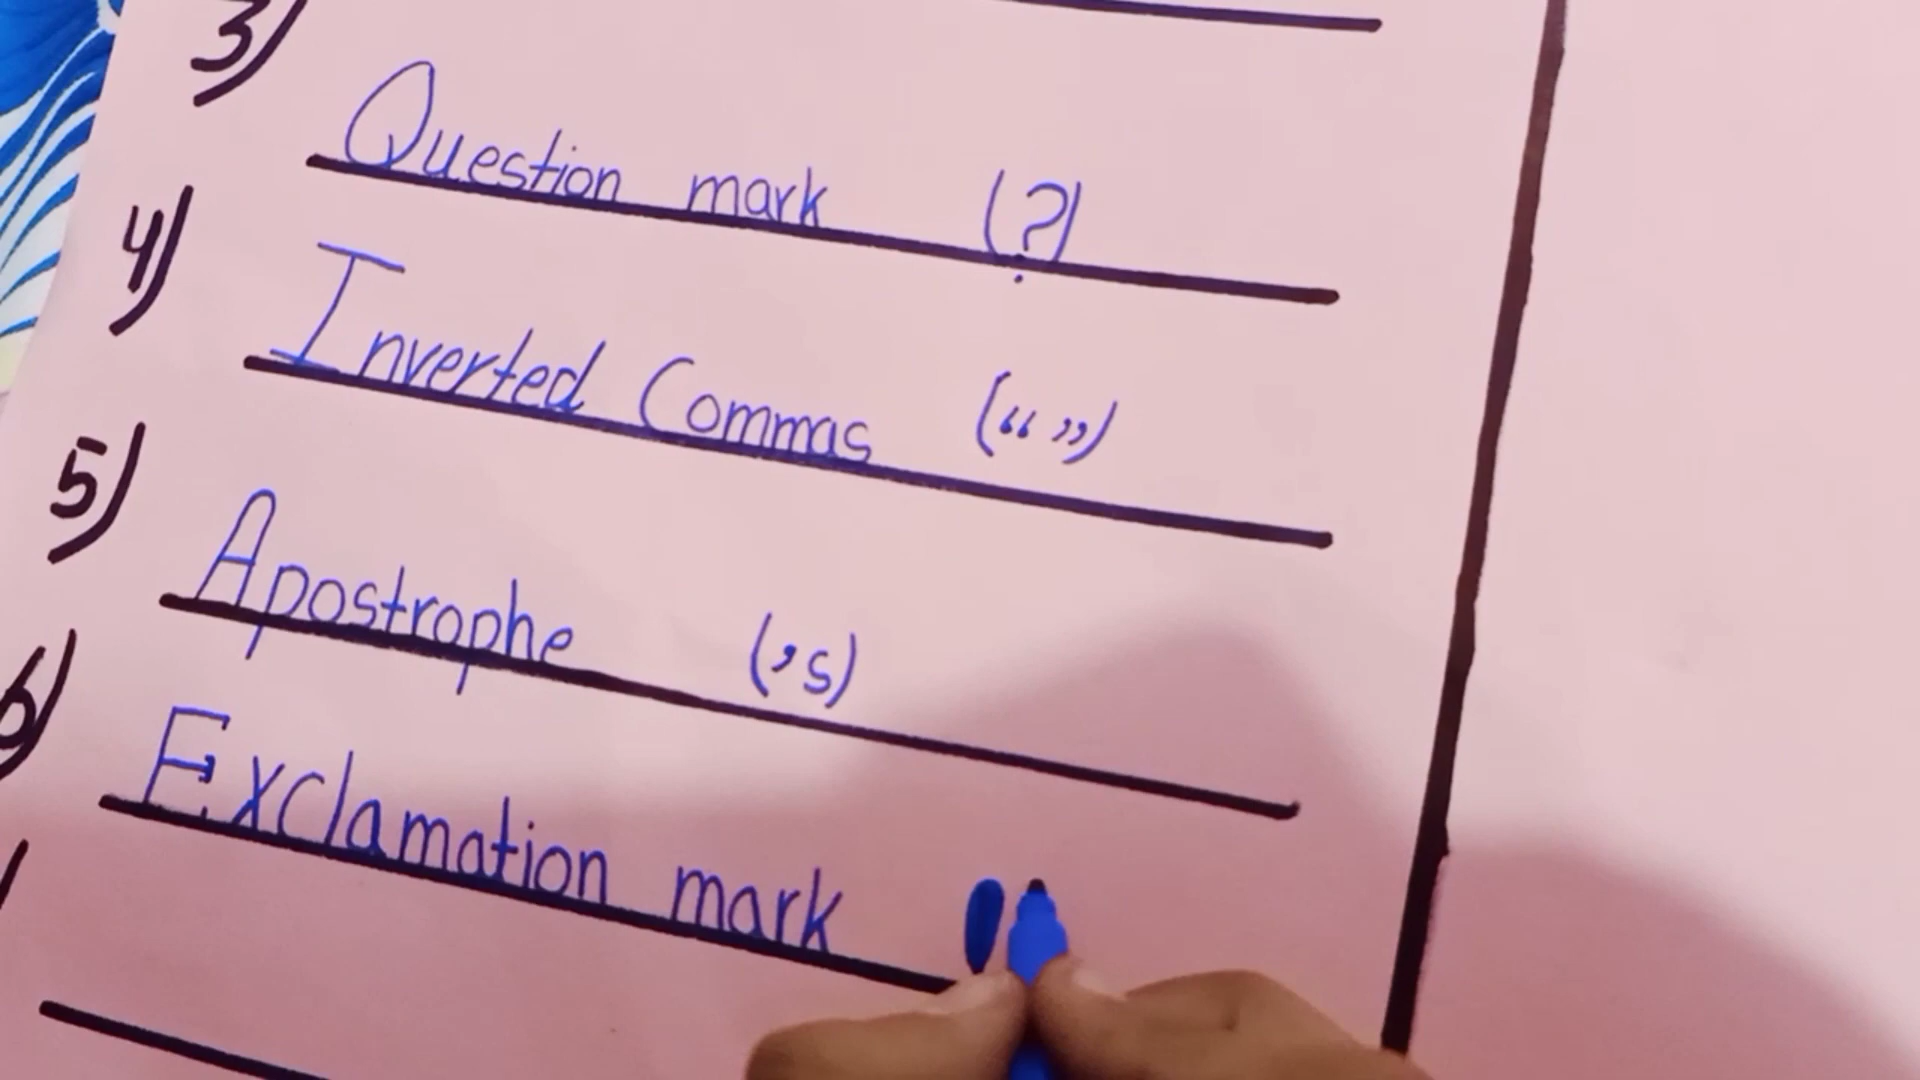 3)
Question mark (?)
4)
Inverted Commas (“ ”)
5)
Apostrophe (’s)
6)
Exclamation mark